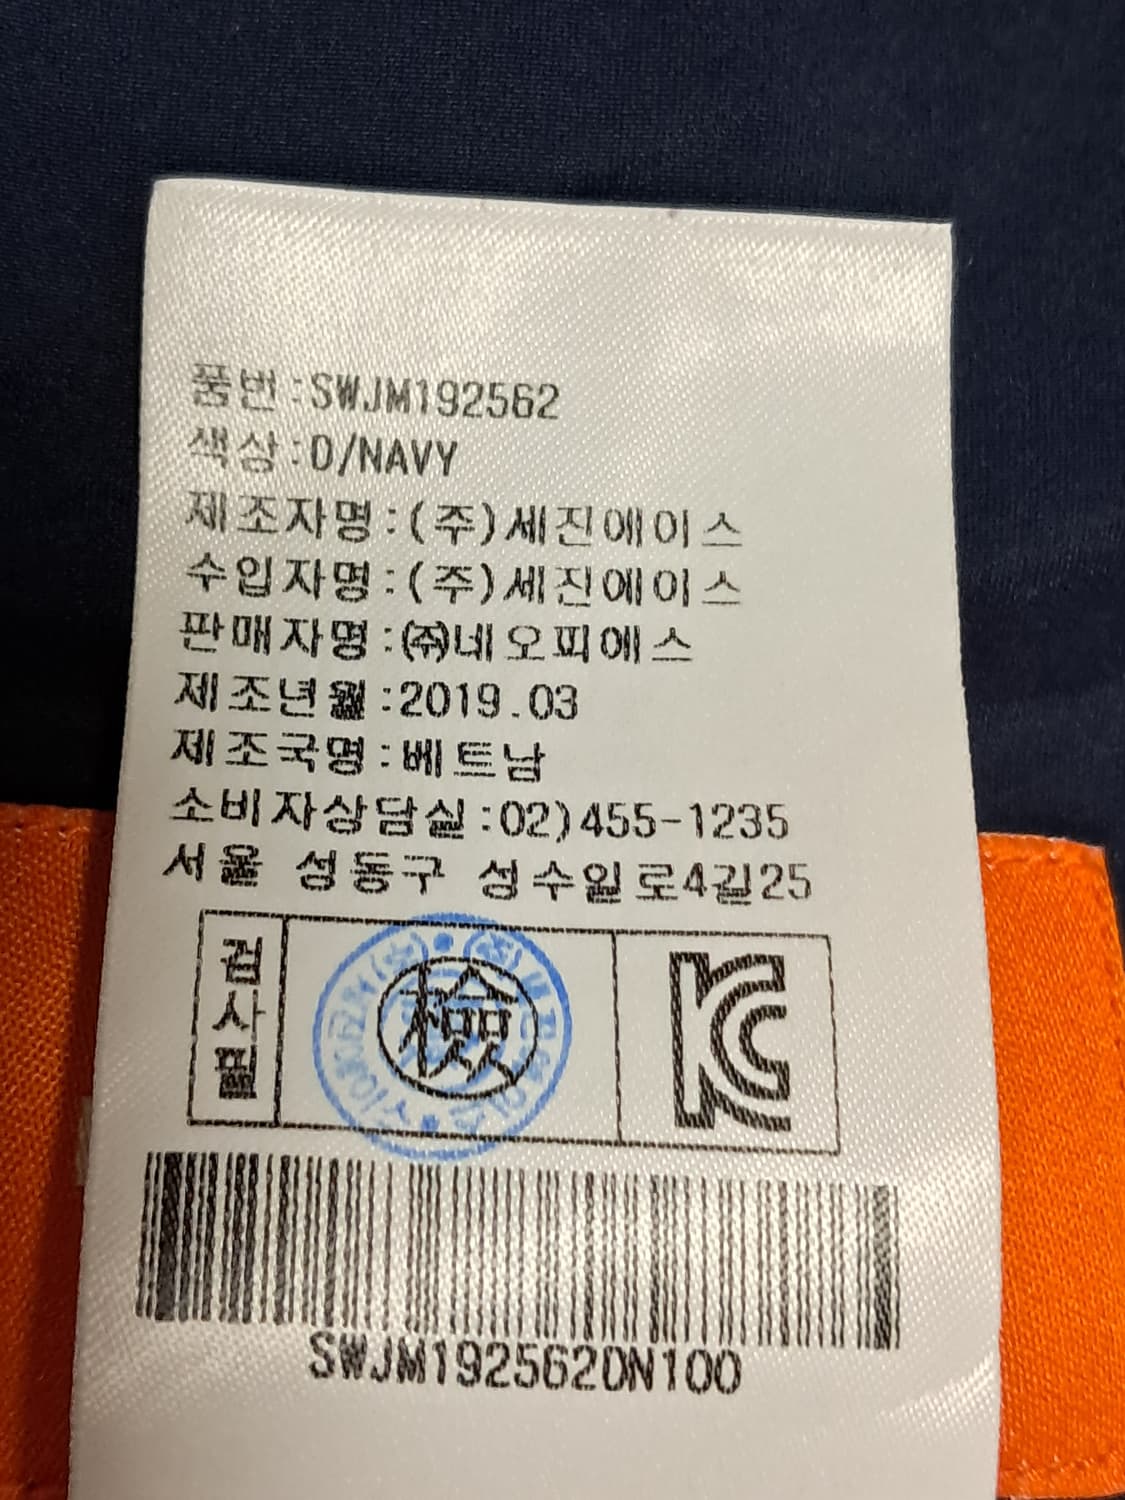 품번:SWJM192562
색상:D/NAVY
제조자명:(주)세진에이스
수입자명:(주)세진에이스
판매자명:㈜네오피에스
제조년월:2019.03
제조국명:베트남
소비자상담실:02)455-1235
서울 성동구 성수일로4길25
검사필
檢
KC
SWJM192562DN100